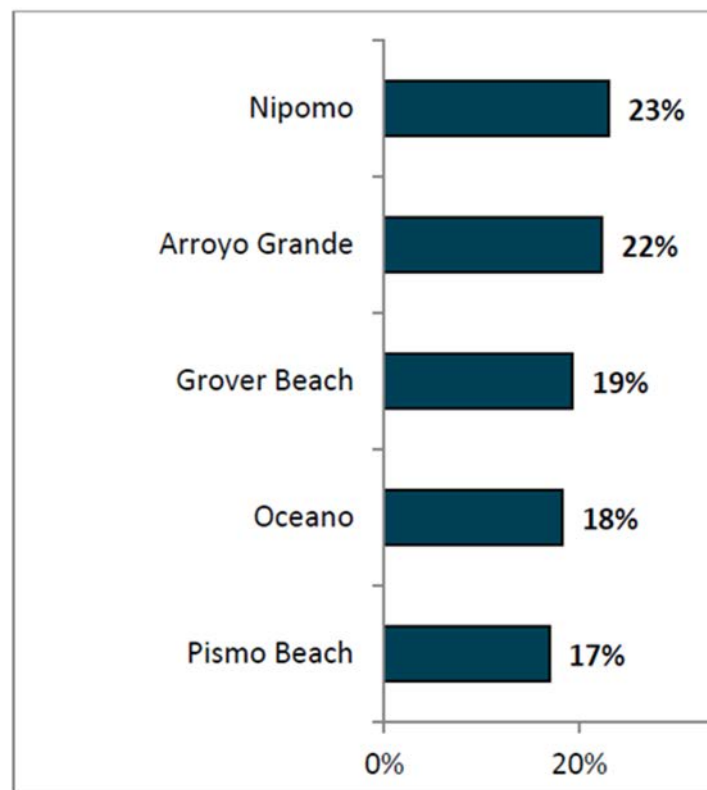 Nipomo 23%
Arroyo Grande 22%
Grover Beach 19%
Oceano 18%
Pismo Beach 17%
0% 20%